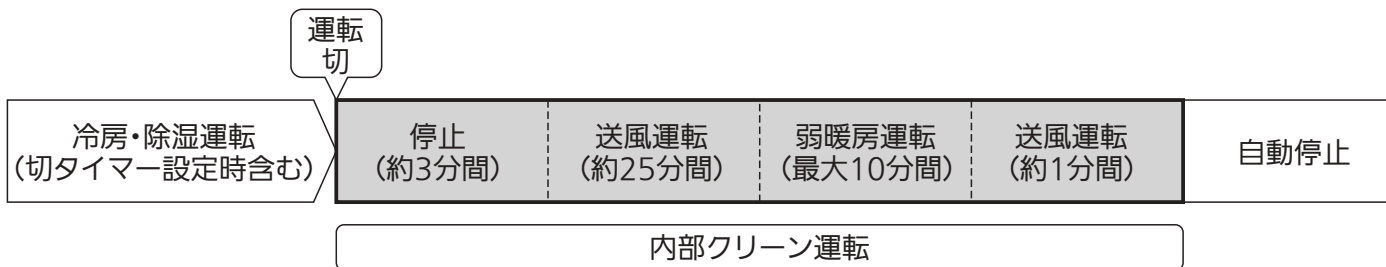 運転
切
冷房・除湿運転
(切タイマー設定時含む)
停止
(約3分間)
送風運転
(約25分間)
弱暖房運転
(最大10分間)
送風運転
(約1分間)
自動停止
内部クリーン運転